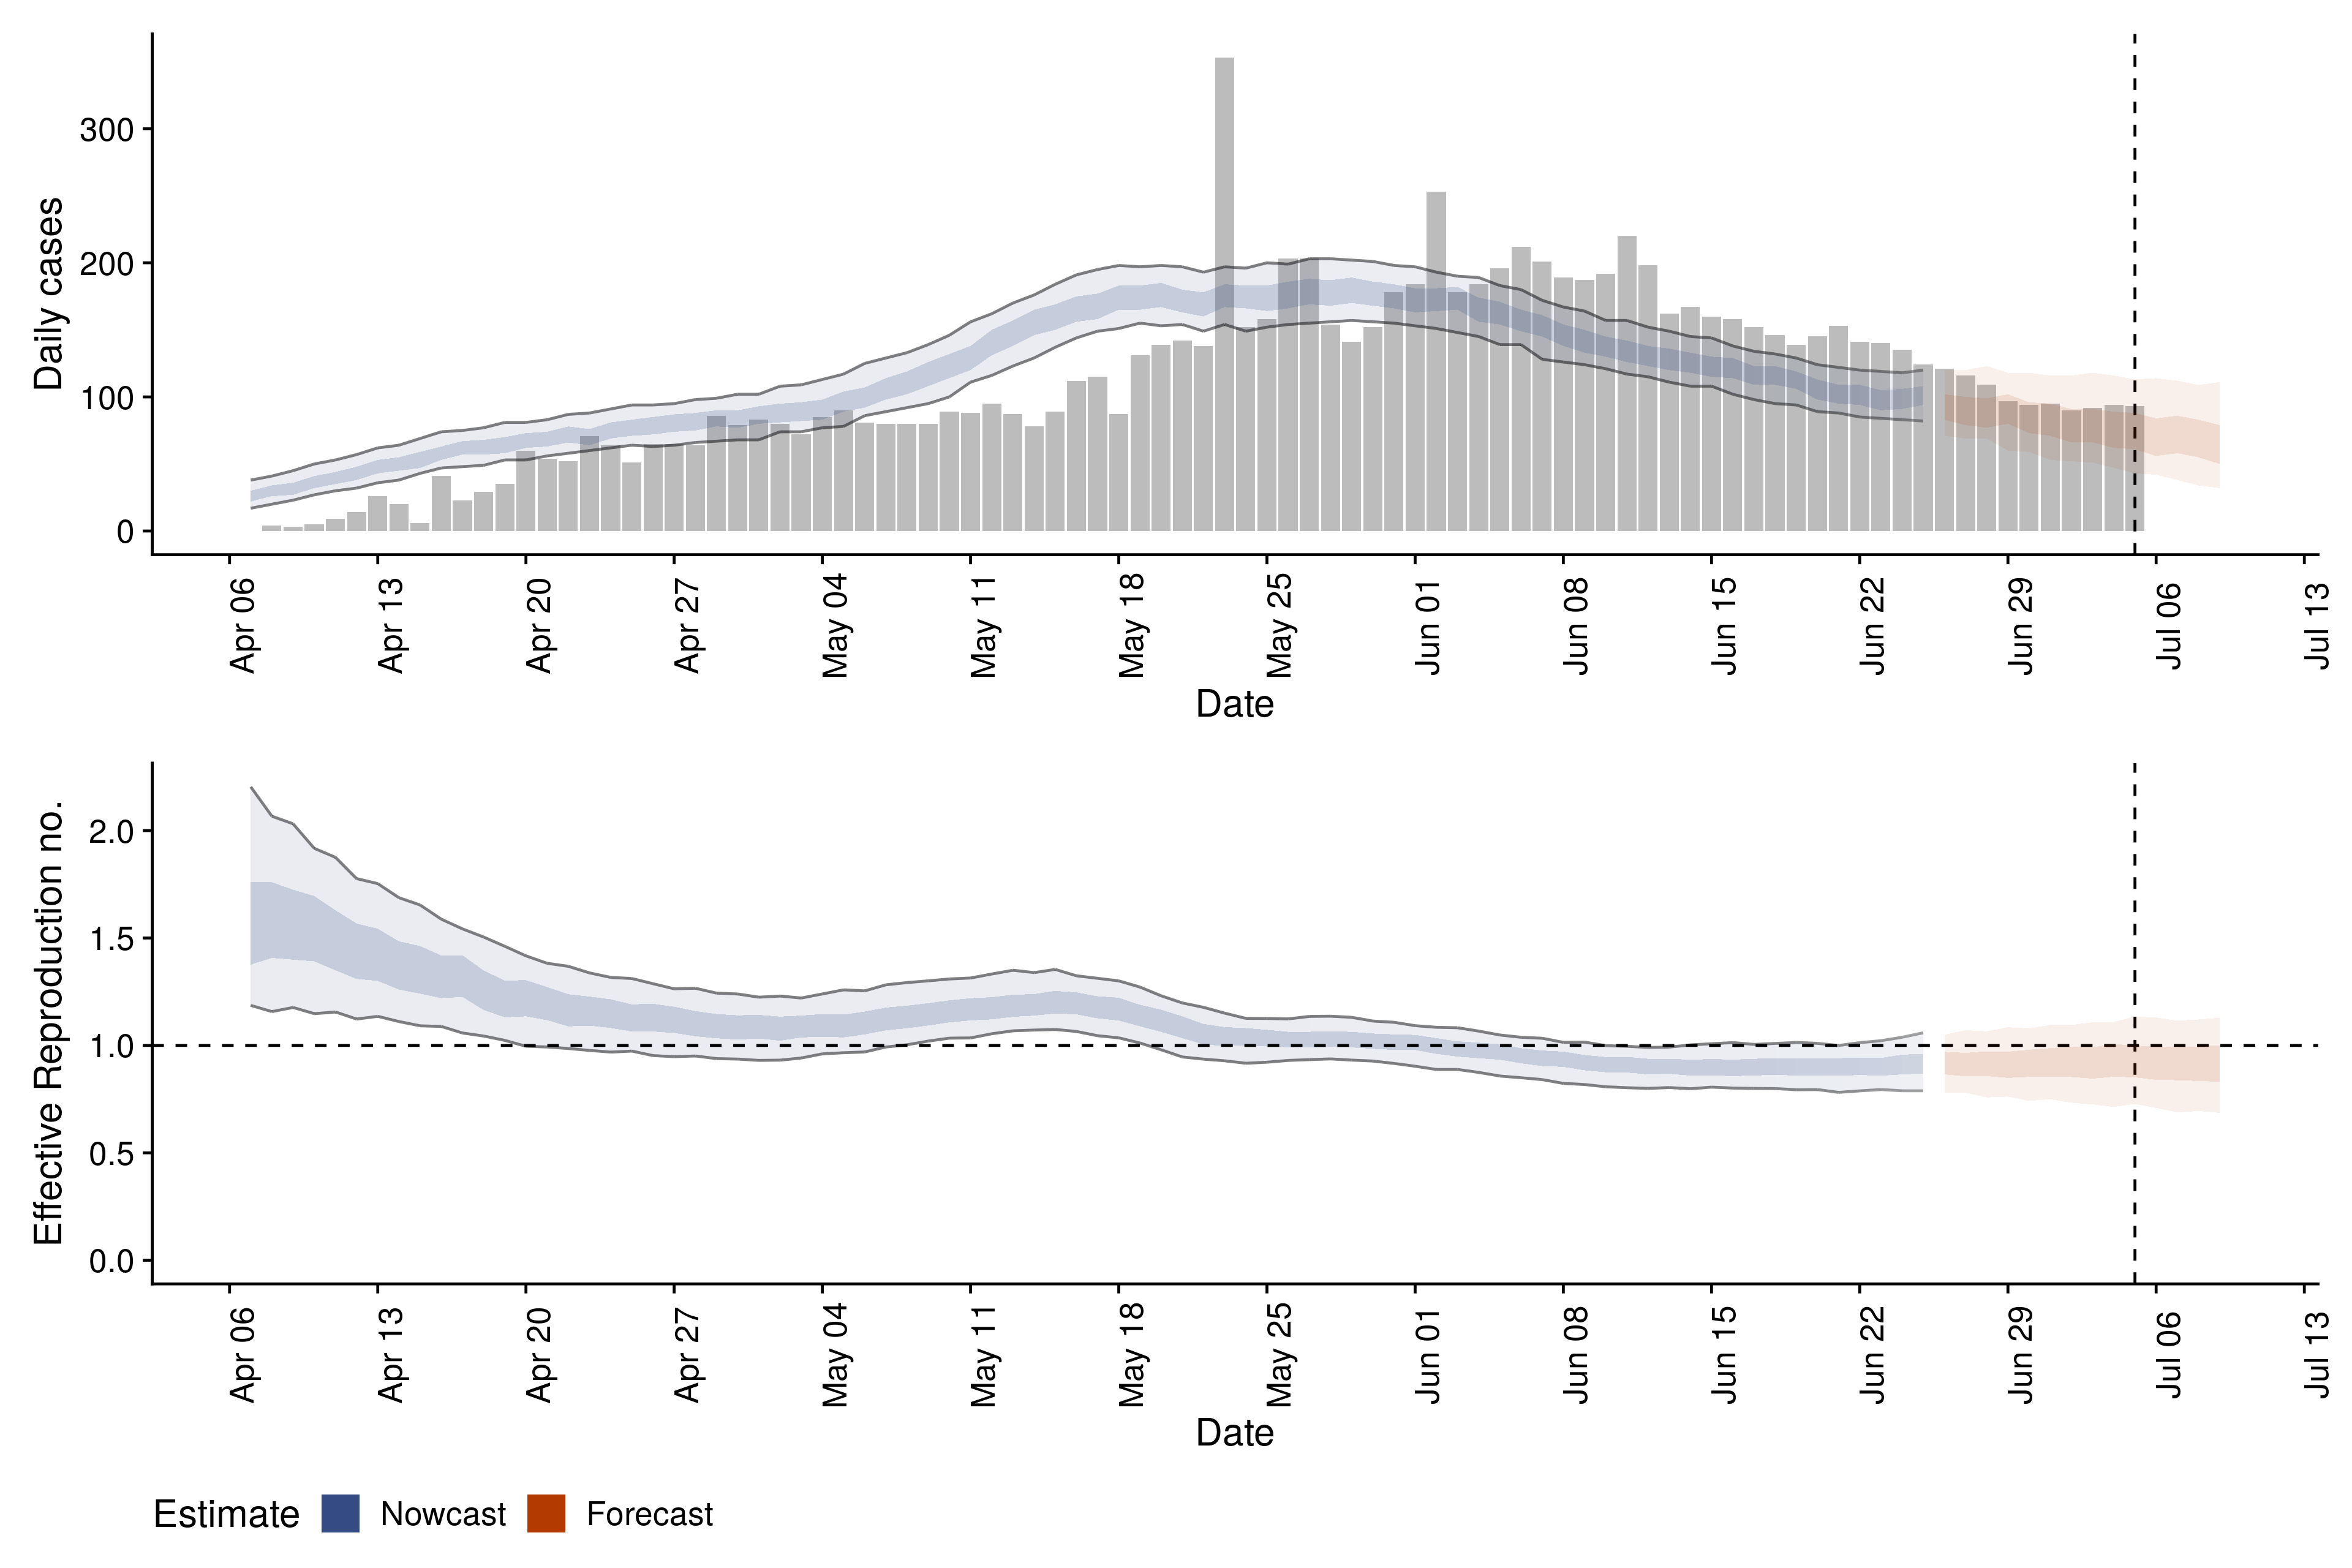 Daily cases
300
200
100
0
Apr 06
Apr 13
Apr 20
Apr 27
May 04
May 11
May 18
May 25
Jun 01
Jun 08
Jun 15
Jun 22
Jun 29
Jul 06
Jul 13
Date
Effective Reproduction no.
2.0
1.5
1.0
0.5
0.0
Apr 06
Apr 13
Apr 20
Apr 27
May 04
May 11
May 18
May 25
Jun 01
Jun 08
Jun 15
Jun 22
Jun 29
Jul 06
Jul 13
Date
Estimate Nowcast Forecast